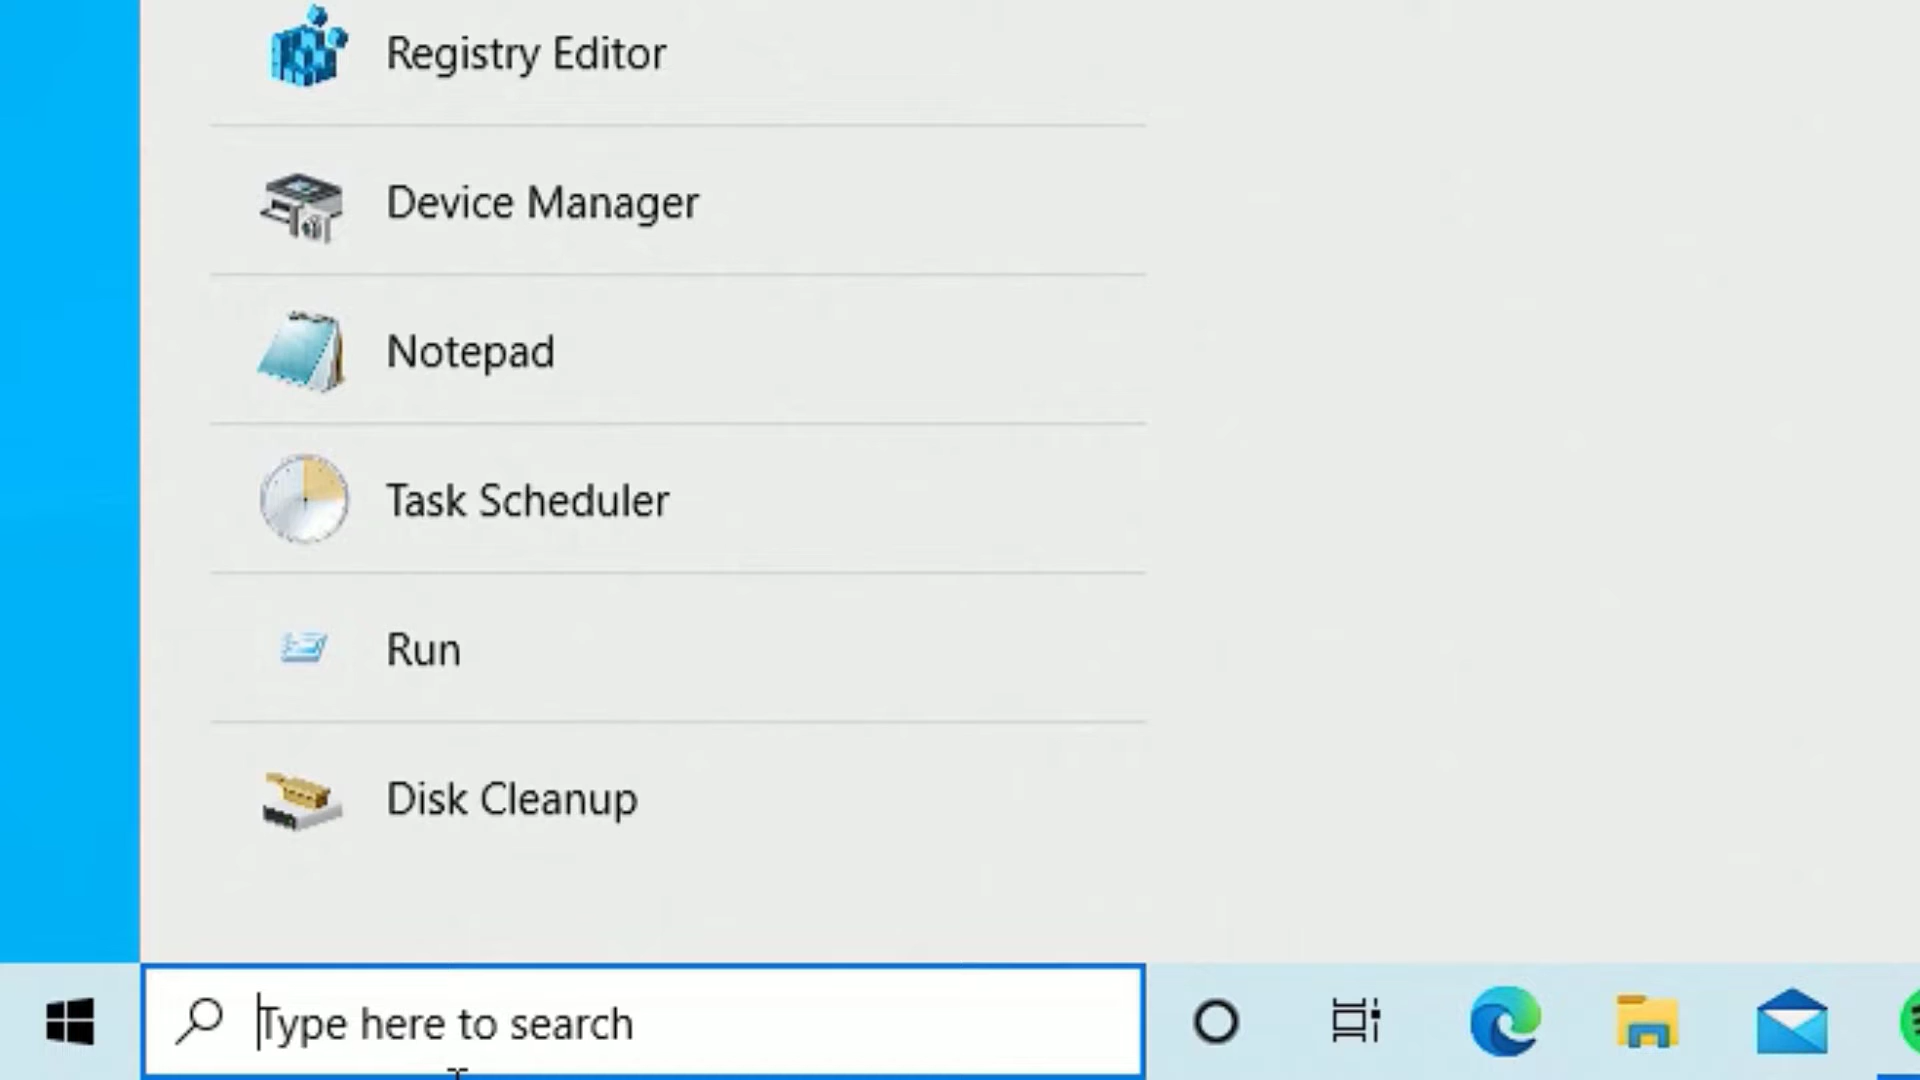 Registry Editor
Device Manager
Notepad
Task Scheduler
Run
Disk Cleanup
Type here to search